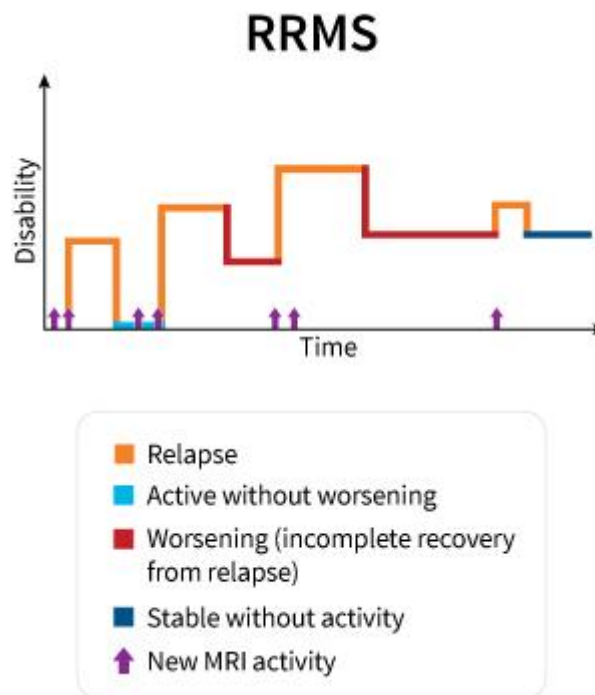 RRMS
Disability
Time
Relapse
Active without worsening
Worsening (incomplete recovery
from relapse)
Stable without activity
New MRI activity